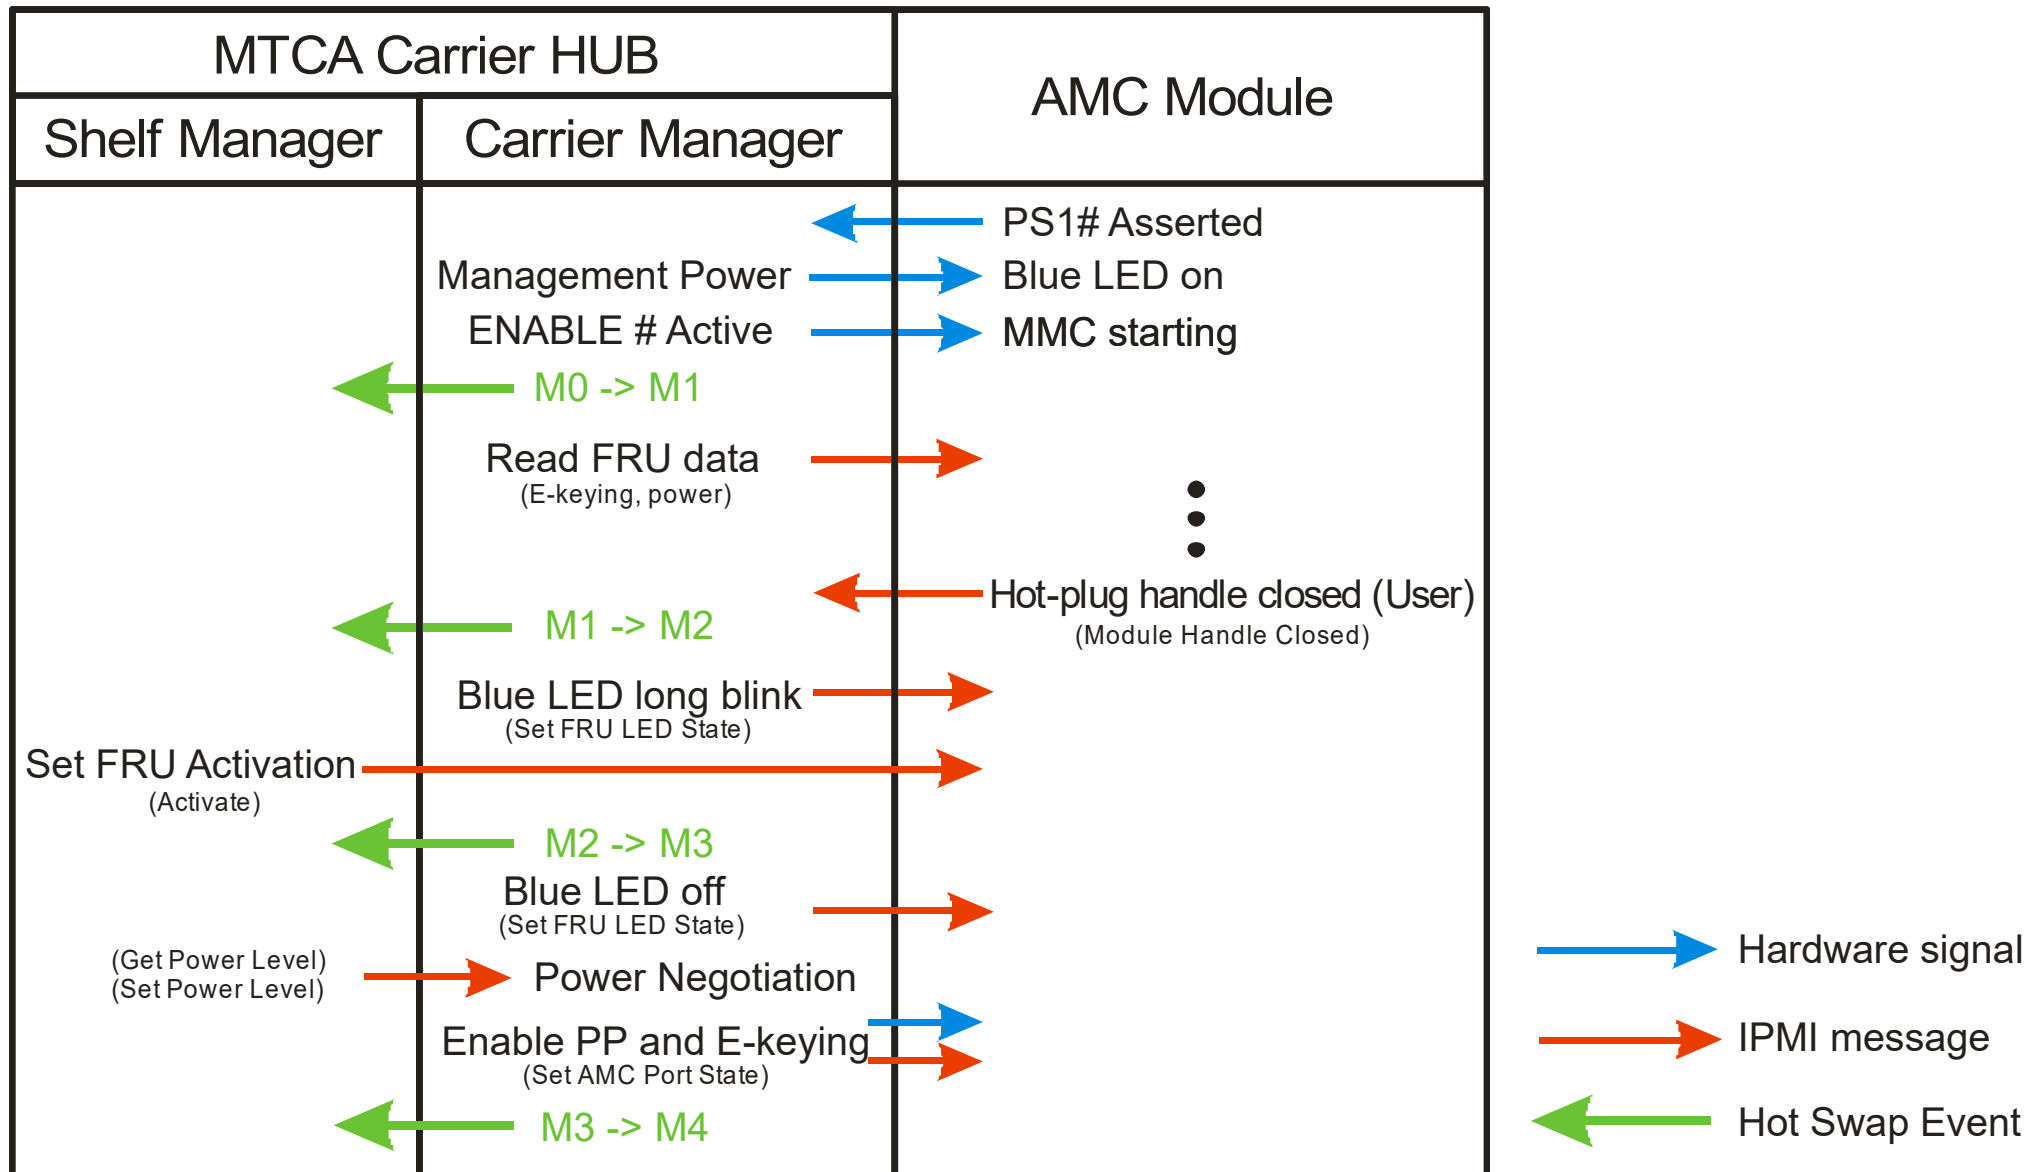 MTCA Carrier HUB
AMC Module
Shelf Manager
Carrier Manager
PS1# Asserted
Management Power
Blue LED on
ENABLE # Active
MMC starting
M0 -> M1
Read FRU data
(E-keying, power)
Hot-plug handle closed (User)
(Module Handle Closed)
M1 -> M2
Blue LED long blink
(Set FRU LED State)
Set FRU Activation
(Activate)
M2 -> M3
Blue LED off
(Set FRU LED State)
(Get Power Level)
(Set Power Level)
Power Negotiation
Enable PP and E-keying
(Set AMC Port State)
M3 -> M4
Hardware signal
IPMI message
Hot Swap Event